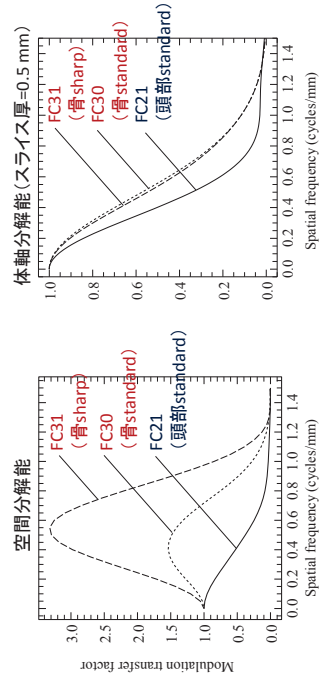 空間分解能
FC31
(骨sharp)
FC30
(骨standard)
FC21
(頭部standard)
Modulation transfer factor
3.0
2.5
2.0
1.5
1.0
0.5
0.0
0.0 0.2 0.4 0.6 0.8 1.0 1.2 1.4
Spatial frequency (cycles/mm)
体軸分解能(スライス厚=0.5 mm)
FC31
(骨sharp)
FC30
(骨standard)
FC21
(頭部standard)
1.0
0.8
0.6
0.4
0.2
0.0
0.0 0.2 0.4 0.6 0.8 1.0 1.2 1.4
Spatial frequency (cycles/mm)